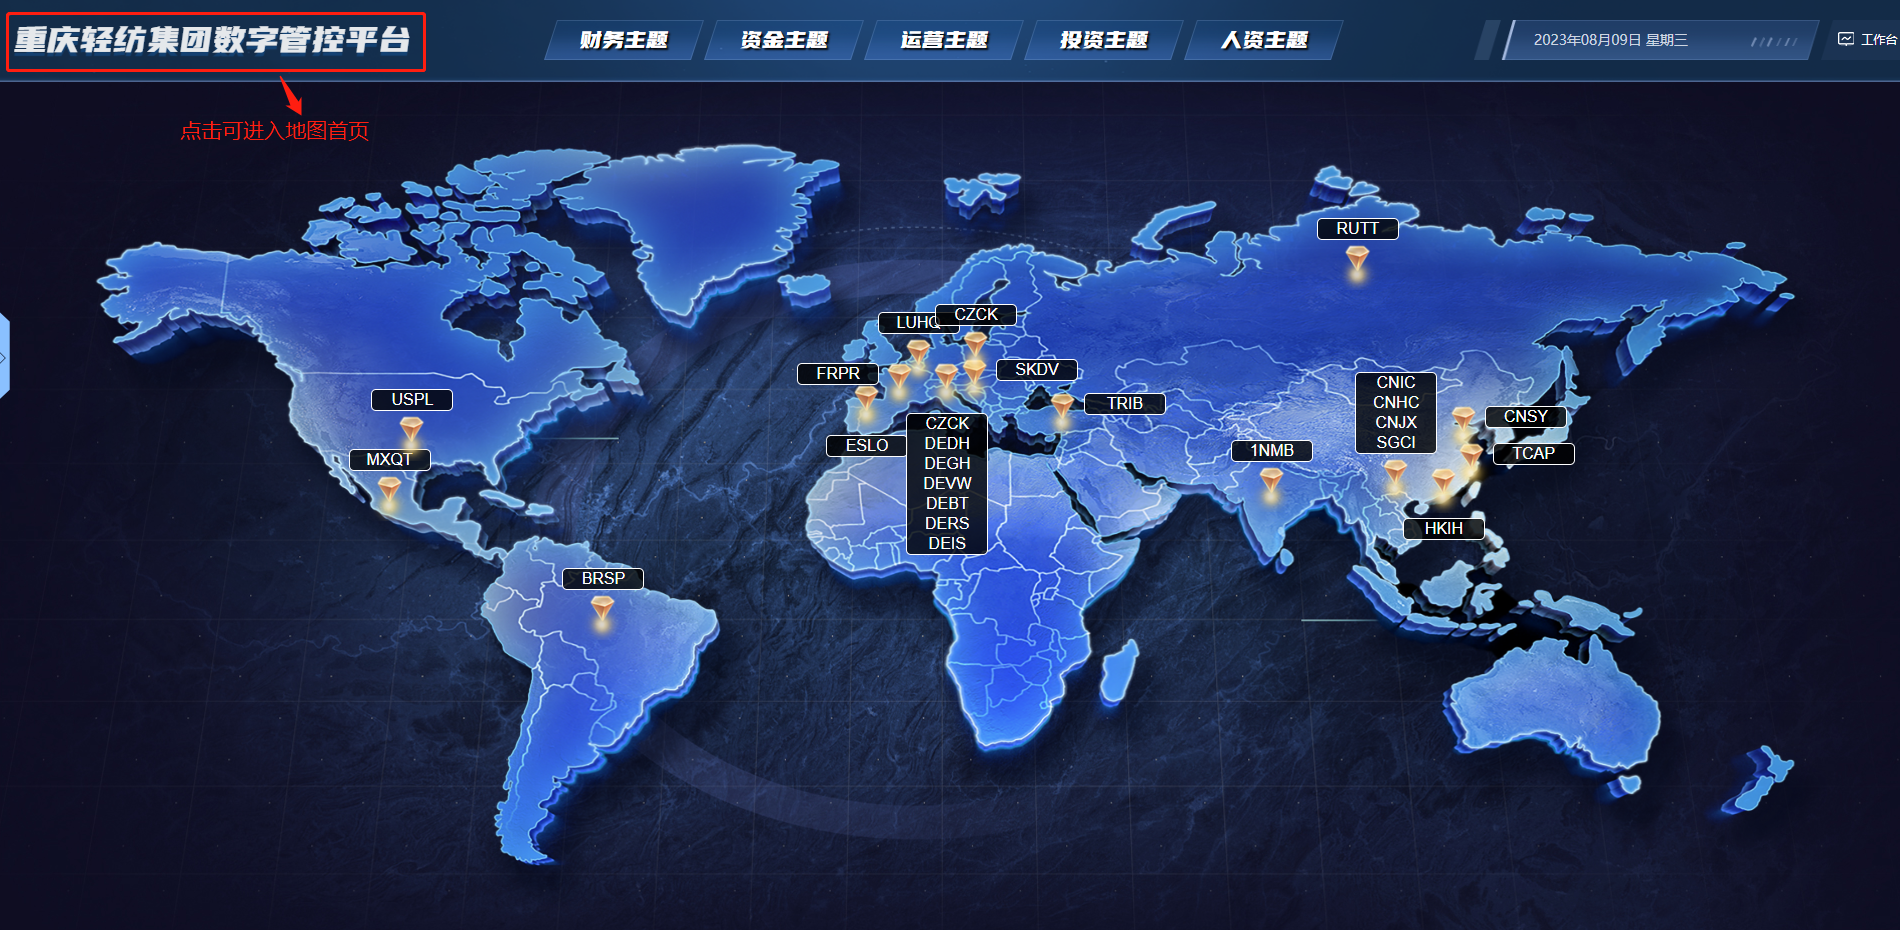 重庆轻纺集团数字管控平台
财务主题
资金主题
运营主题
投资主题
人资主题
2023年08月09日 星期三
工作台
点击可进入地图首页
RUTT
LUHQ
CZCK
FRPR
SKDV
USPL
TRIB
CNIC
CNHC
CNJX
SGCI
CNSY
ESLO
CZCK
DEDH
DEGH
DEVW
DEBT
DERS
DEIS
MXQT
1NMB
TCAP
HKIH
BRSP